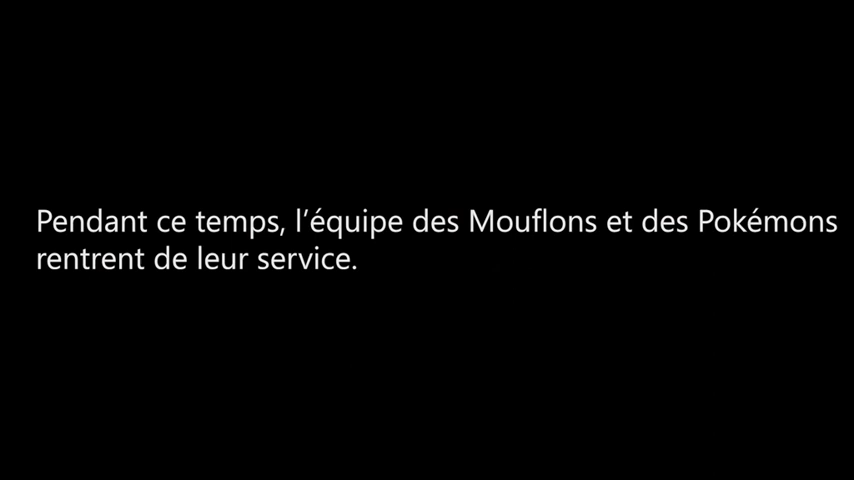 Pendant ce temps, l’équipe des Mouflons et des Pokémons
rentrent de leur service.